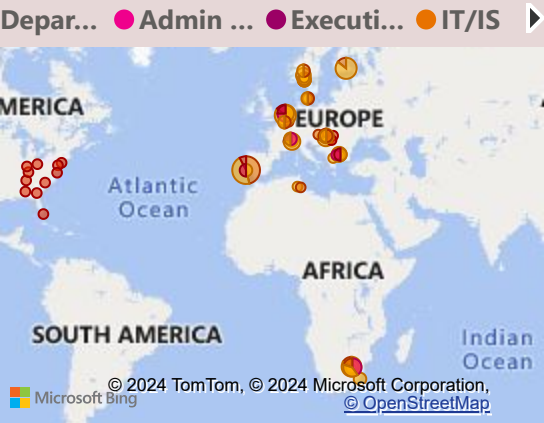 Depar... Admin ... Executi... IT/IS
MERICA
EUROPE
Atlantic
Ocean
AFRICA
SOUTH AMERICA
Indian
Ocean
© 2024 TomTom, © 2024 Microsoft Corporation,
Microsoft Bing
© OpenStreetMap